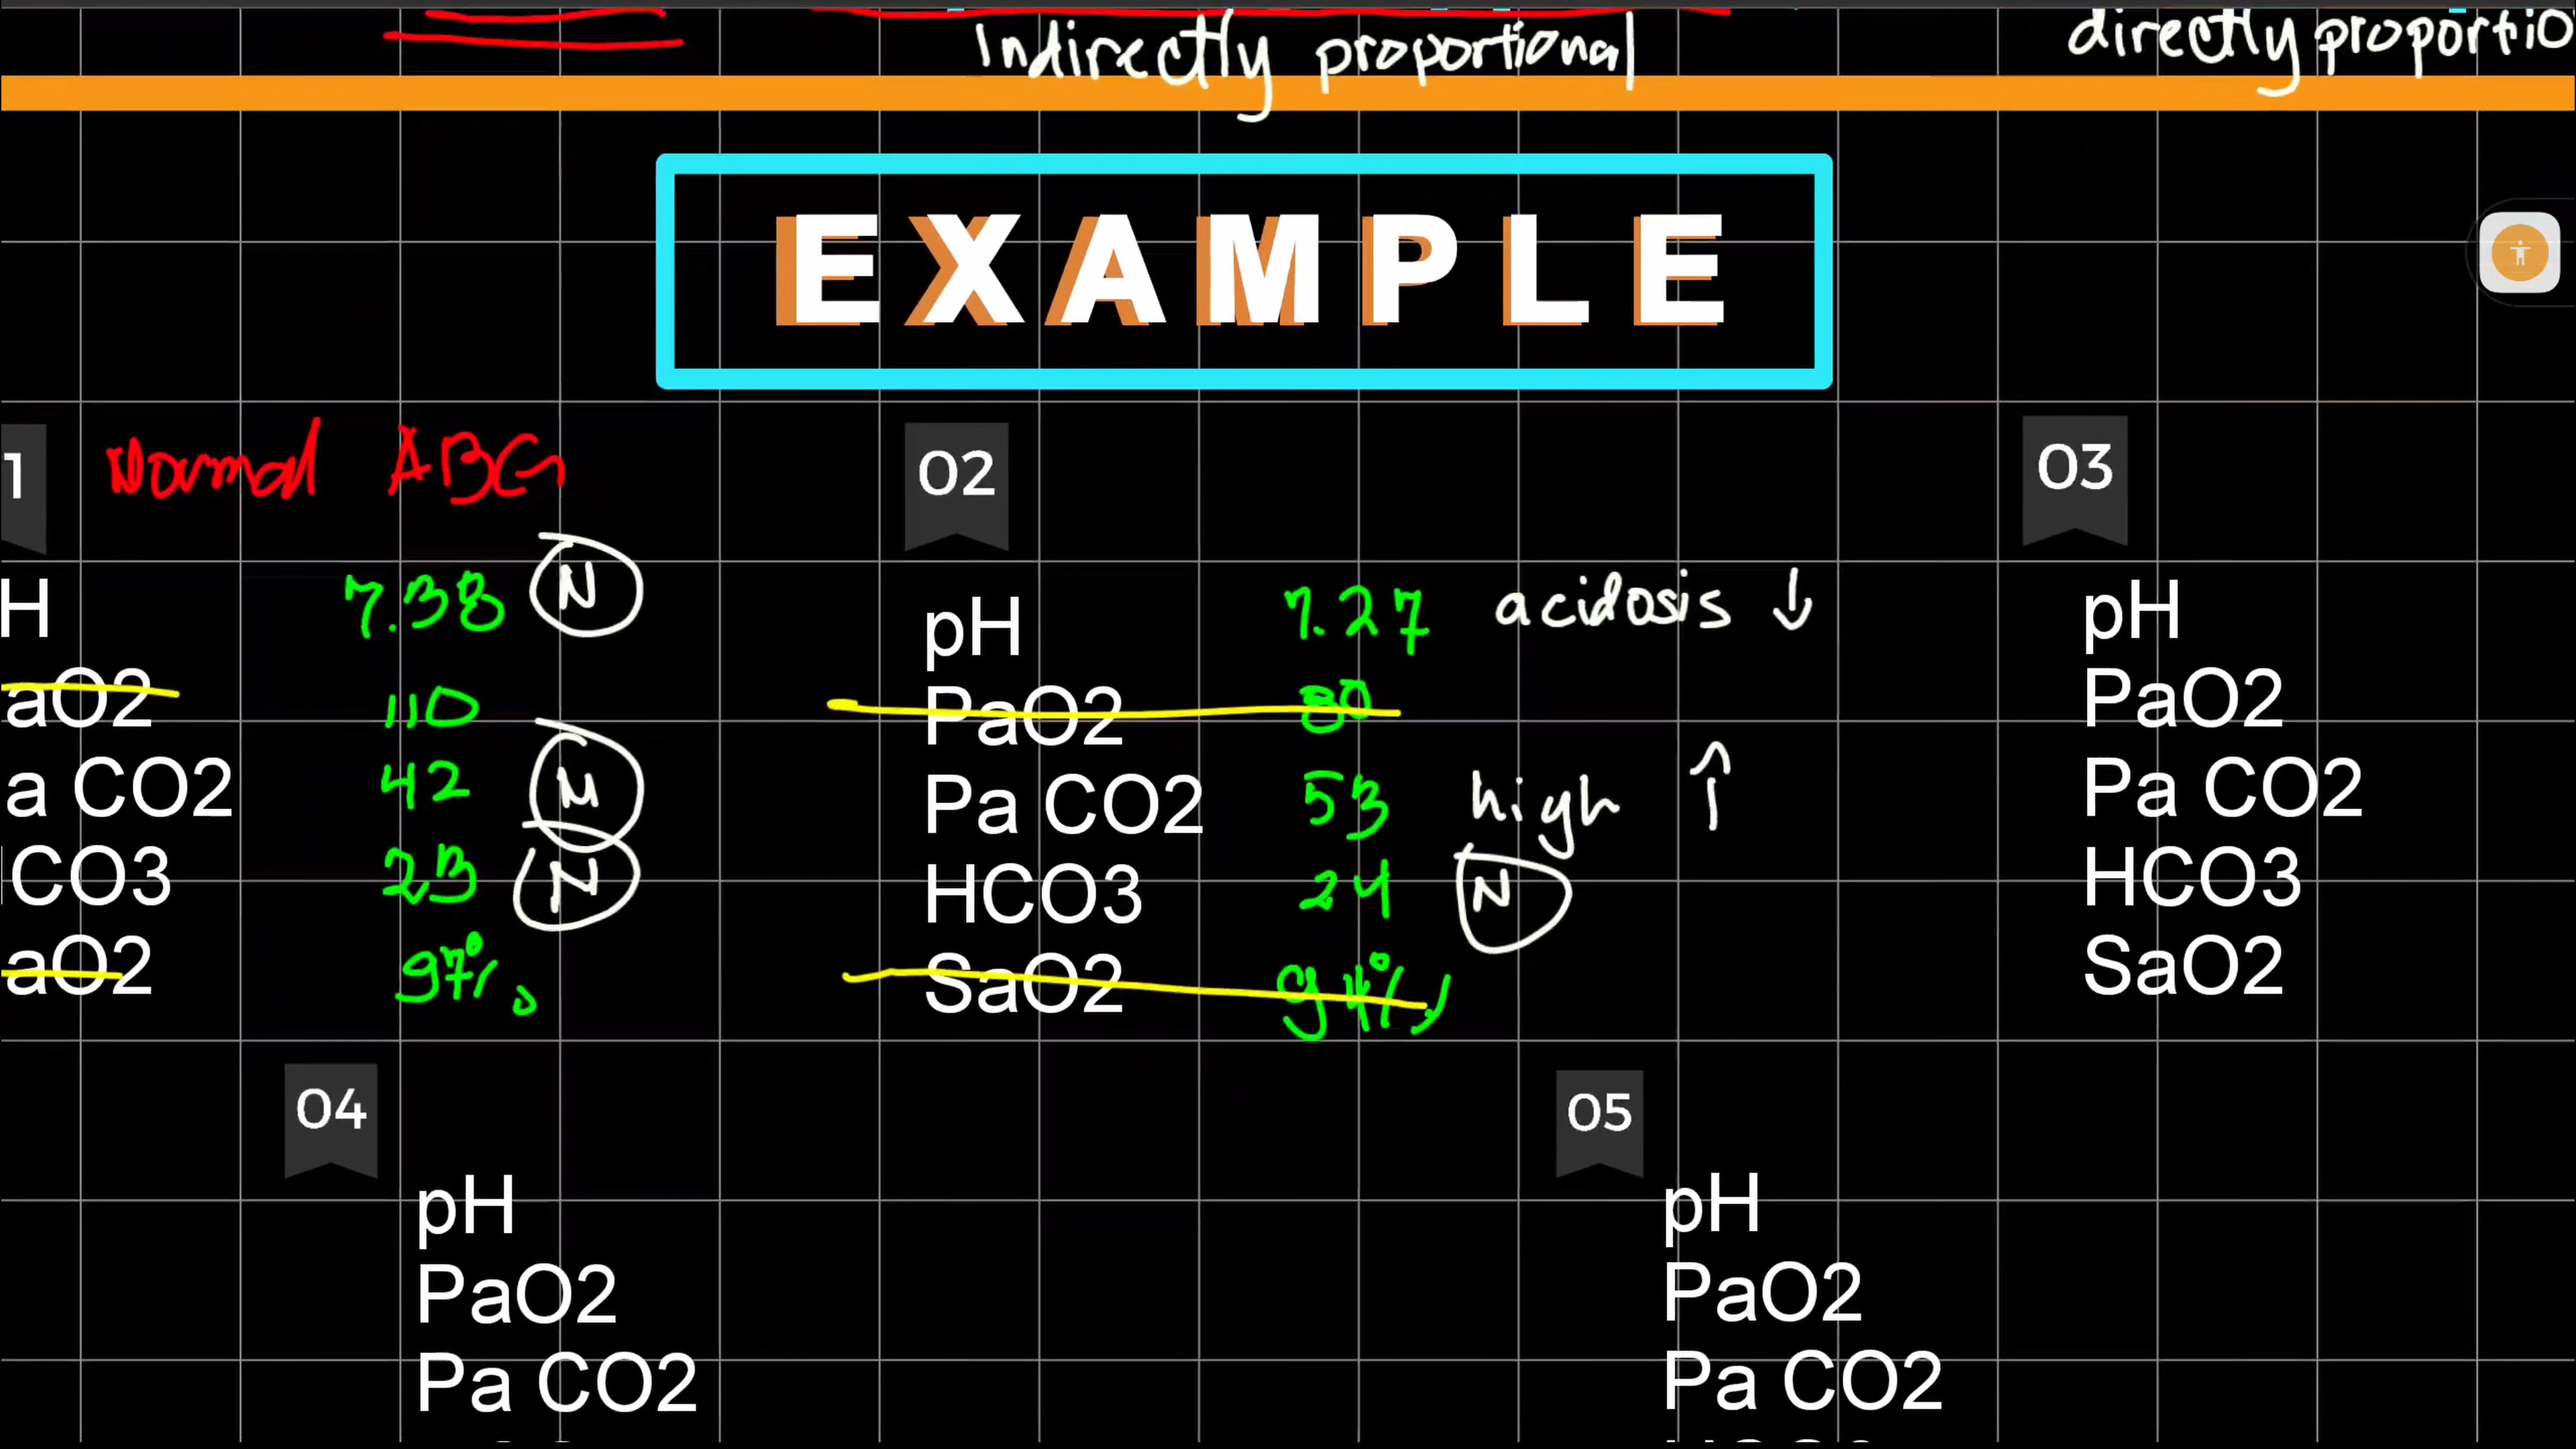 Indirectly proportional
directly proportio
EXAMPLE
1 Normal ABG
H 7.38 N
aO2 110
a CO2 42 N
CO3 23 N
aO2 97%
02
pH 7.27 acidosis ↓
PaO2 80
Pa CO2 53 high ↑
HCO3 24 N
SaO2 94%
03
pH
PaO2
Pa CO2
HCO3
SaO2
04
pH
PaO2
Pa CO2
05
pH
PaO2
Pa CO2